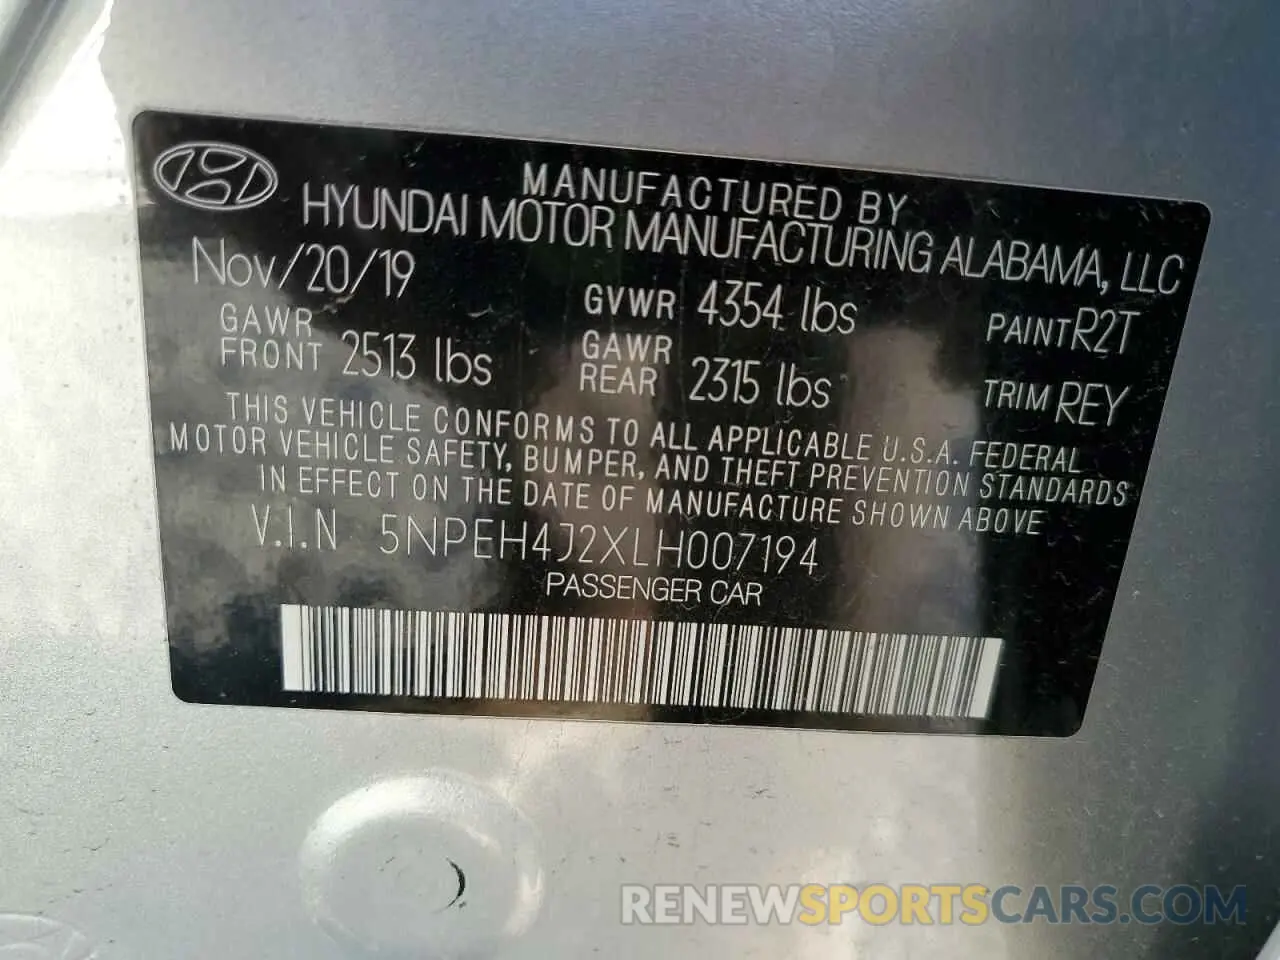 MANUFACTURED BY
HYUNDAI MOTOR MANUFACTURING ALABAMA, LLC
Nov/20/19 GVWR 4354 lbs PAINT R2T
GAWR FRONT 2513 lbs GAWR REAR 2315 lbs TRIM REY
THIS VEHICLE CONFORMS TO ALL APPLICABLE U.S.A. FEDERAL
MOTOR VEHICLE SAFETY, BUMPER, AND THEFT PREVENTION STANDARDS
IN EFFECT ON THE DATE OF MANUFACTURE SHOWN ABOVE
V.I.N 5NPEH4J2XLH007194
PASSENGER CAR
RENEWSPORTSCARS.COM